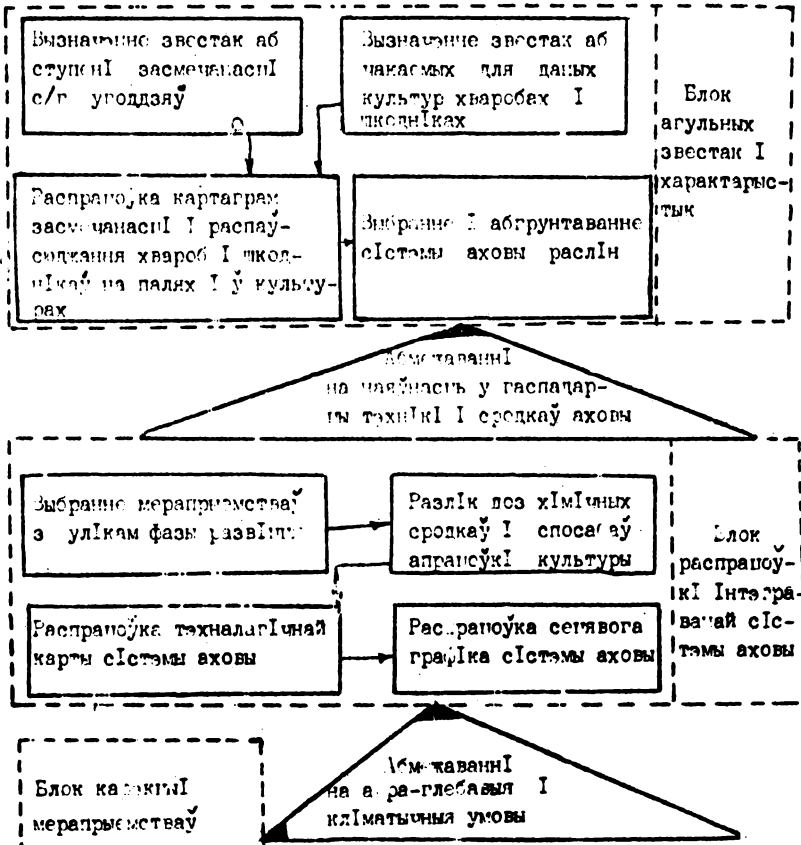 Вызначэнне звестак аб
ступенІ засмечанасцІ
с/г угоддзяў
Вызначэнне звестак аб
чакаемых для даных
культур хваробах І
шкоднІках
Блок
агульных
звестак І
характарыс-
тык
Распрацоўка картаграм
засмечанасцІ І распаў-
сюджання хвароб І шкод-
нІкаў на палях І ў культу-
рах
Выбранне І абгрунтаванне
сІстэмы аховы раслІн
АбмежаваннІ
на наяўнасць у гаспадар-
цы тэхнІкІ І сродкаў аховы
Выбранне мерапрыемстваў
з улІкам фазы развІцця
РазлІк доз хІмІчных
сродкаў І спосабаў
апрацоўкІ культуры
Блок
распрацоў-
кІ Інтэгра-
ванай сІс-
тэмы аховы
Распрацоўка тэхналагІчнай
карты сІстэмы аховы
Распрацоўка сецявога
графІка сІстэмы аховы
Блок карэкцыІ
мерапрыемстваў
АбмежаваннІ
на агра-глебавыя І
клІматычныя умовы